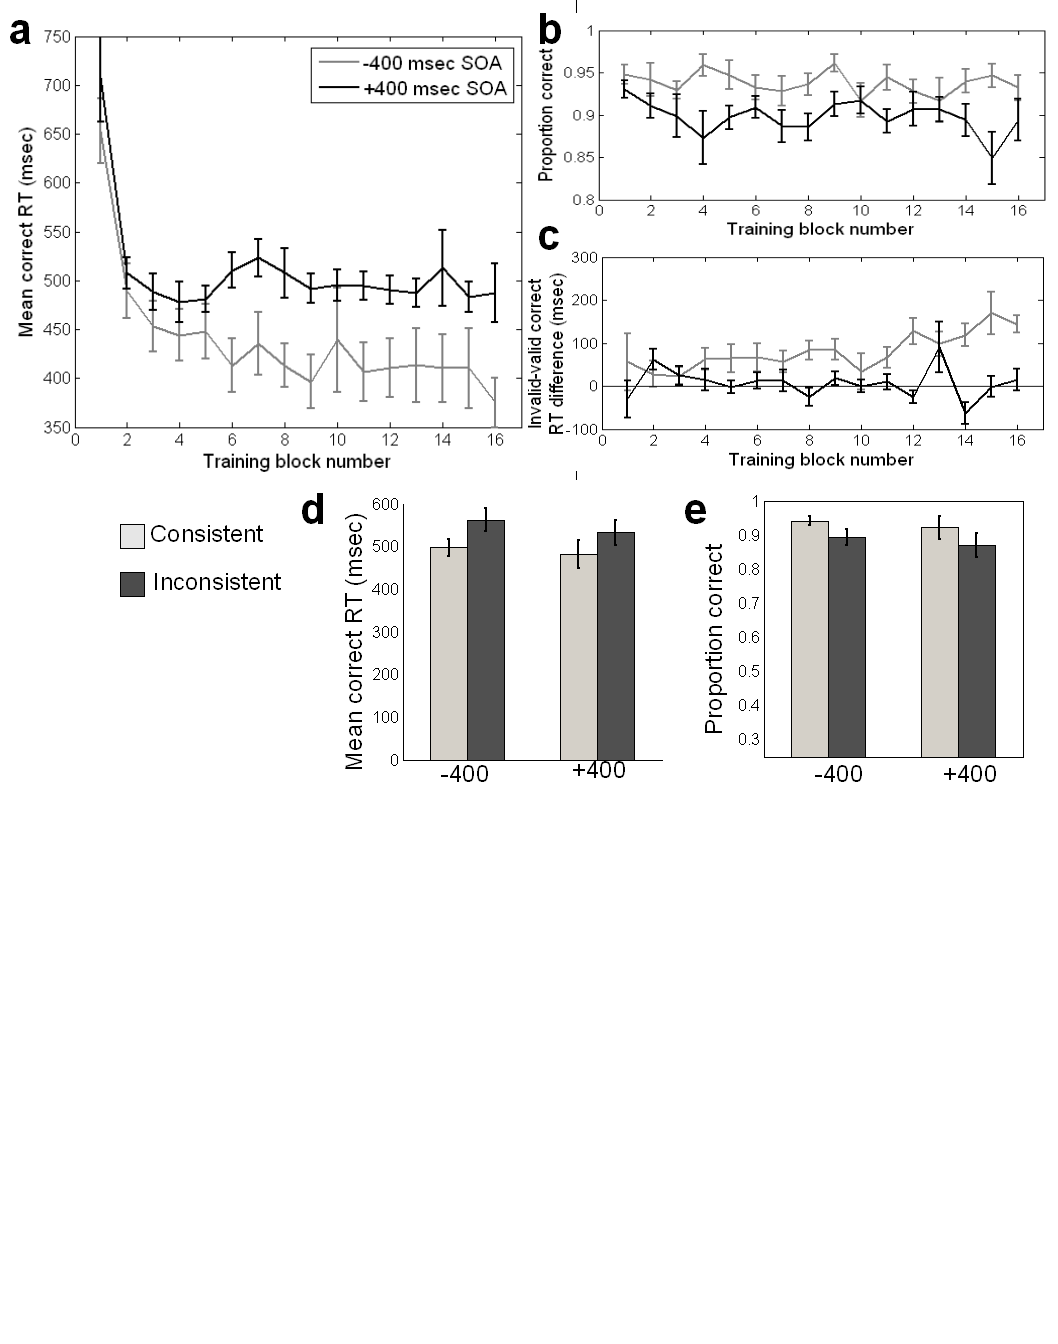 a
750
700
650
600
550
500
450
400
350
Mean correct RT (msec)
-400 msec SOA
+400 msec SOA
0 2 4 6 8 10 12 14 16
Training block number
b
1
0.95
0.9
0.85
0.8
Proportion correct
0 2 4 6 8 10 12 14 16
Training block number
c
300
200
100
0
-100
Invalid-valid correct
RT difference (msec)
0 2 4 6 8 10 12 14 16
Training block number
Consistent
Inconsistent
d
600
500
400
300
200
100
0
Mean correct RT (msec)
-400 +400
e
1
0.9
0.8
0.7
0.6
0.5
0.4
0.3
Proportion correct
-400 +400